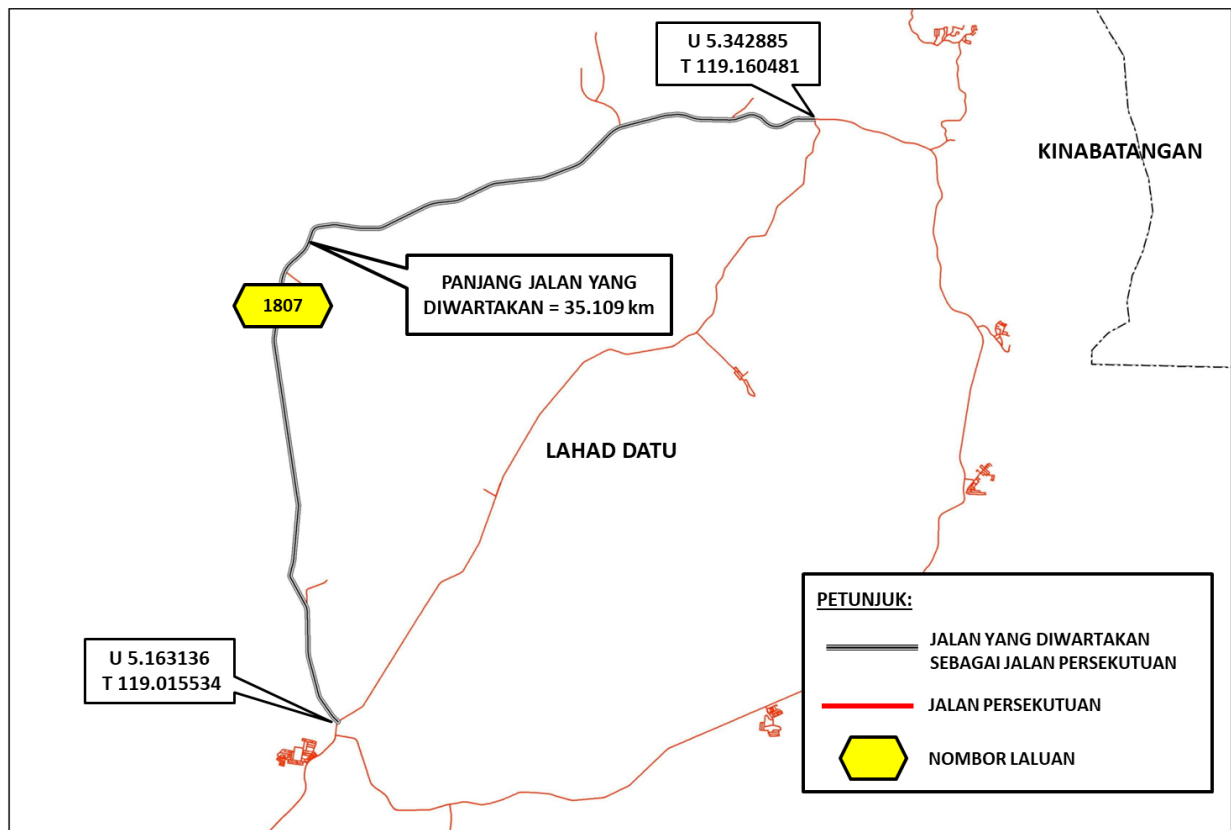 U 5.342885
T 119.160481
KINABATANGAN
PANJANG JALAN YANG
DIWARTAKAN = 35.109 km
1807
LAHAD DATU
U 5.163136
T 119.015534
PETUNJUK:
JALAN YANG DIWARTAKAN
SEBAGAI JALAN PERSEKUTUAN
JALAN PERSEKUTUAN
NOMBOR LALUAN